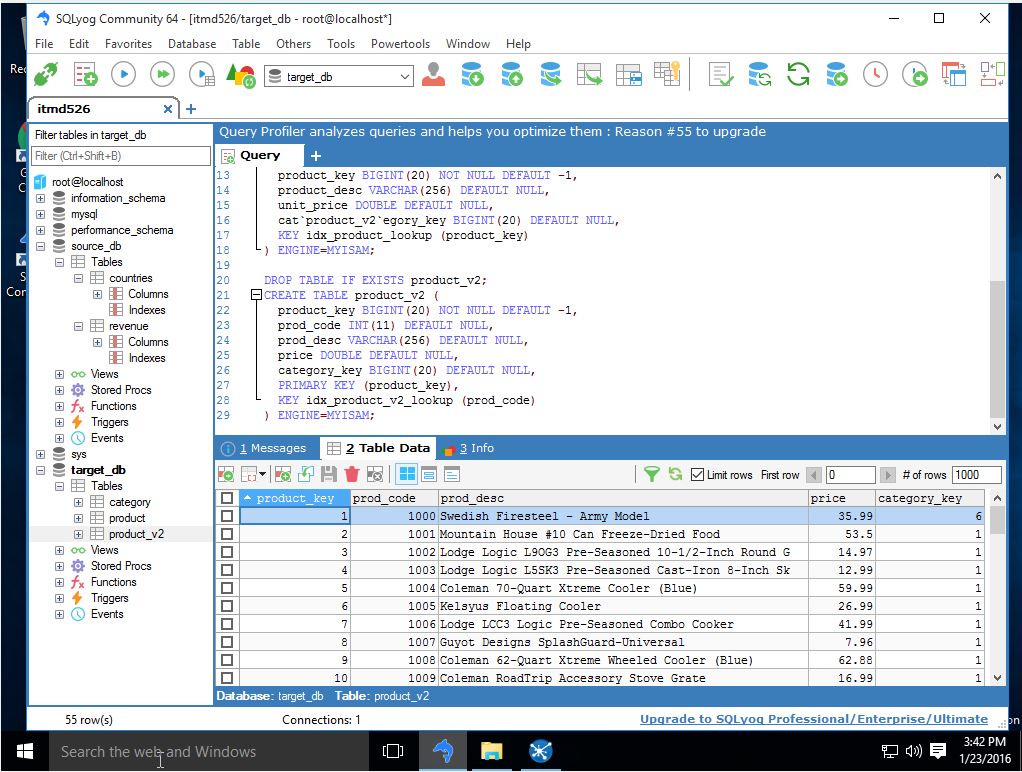 SQLyog Community 64 - [itmd526/target_db - root@localhost*]
File Edit Favorites Database Table Others Tools Powertools Window Help
target_db
itmd526
Filter tables in target_db
Filter (Ctrl+Shift+B)
root@localhost
information_schema
mysql
performance_schema
source_db
Tables
countries
Columns
Indexes
revenue
Columns
Indexes
Views
Stored Procs
Functions
Triggers
Events
sys
target_db
Tables
category
product
product_v2
Views
Stored Procs
Functions
Triggers
Events
Query Profiler analyzes queries and helps you optimize them : Reason #55 to upgrade
Query
13 product_key BIGINT(20) NOT NULL DEFAULT -1,
14 product_desc VARCHAR(256) DEFAULT NULL,
15 unit_price DOUBLE DEFAULT NULL,
16 cat`product_v2`egory_key BIGINT(20) DEFAULT NULL,
17 KEY idx_product_lookup (product_key)
18 ) ENGINE=MYISAM;
19
20 DROP TABLE IF EXISTS product_v2;
21 CREATE TABLE product_v2 (
22 product_key BIGINT(20) NOT NULL DEFAULT -1,
23 prod_code INT(11) DEFAULT NULL,
24 prod_desc VARCHAR(256) DEFAULT NULL,
25 price DOUBLE DEFAULT NULL,
26 category_key BIGINT(20) DEFAULT NULL,
27 PRIMARY KEY (product_key),
28 KEY idx_product_v2_lookup (prod_code)
29 ) ENGINE=MYISAM;
1 Messages 2 Table Data 3 Info
Limit rows First row 0 # of rows 1000
product_key prod_code prod_desc price category_key
1 1000 Swedish Firesteel - Army Model 35.99 6
2 1001 Mountain House #10 Can Freeze-Dried Food 53.5 1
3 1002 Lodge Logic L9OG3 Pre-Seasoned 10-1/2-Inch Round G 14.97 1
4 1003 Lodge Logic L5SK3 Pre-Seasoned Cast-Iron 8-Inch Sk 12.99 1
5 1004 Coleman 70-Quart Xtreme Cooler (Blue) 59.99 1
6 1005 Kelsyus Floating Cooler 26.99 1
7 1006 Lodge LCC3 Logic Pre-Seasoned Combo Cooker 41.99 1
8 1007 Guyot Designs SplashGuard-Universal 7.96 1
9 1008 Coleman 62-Quart Xtreme Wheeled Cooler (Blue) 62.88 1
10 1009 Coleman RoadTrip Accessory Stove Grate 16.99 1
Database: target_db Table: product_v2
55 row(s) Connections: 1 Upgrade to SQLyog Professional/Enterprise/Ultimate
Search the web and Windows
3:42 PM
1/23/2016